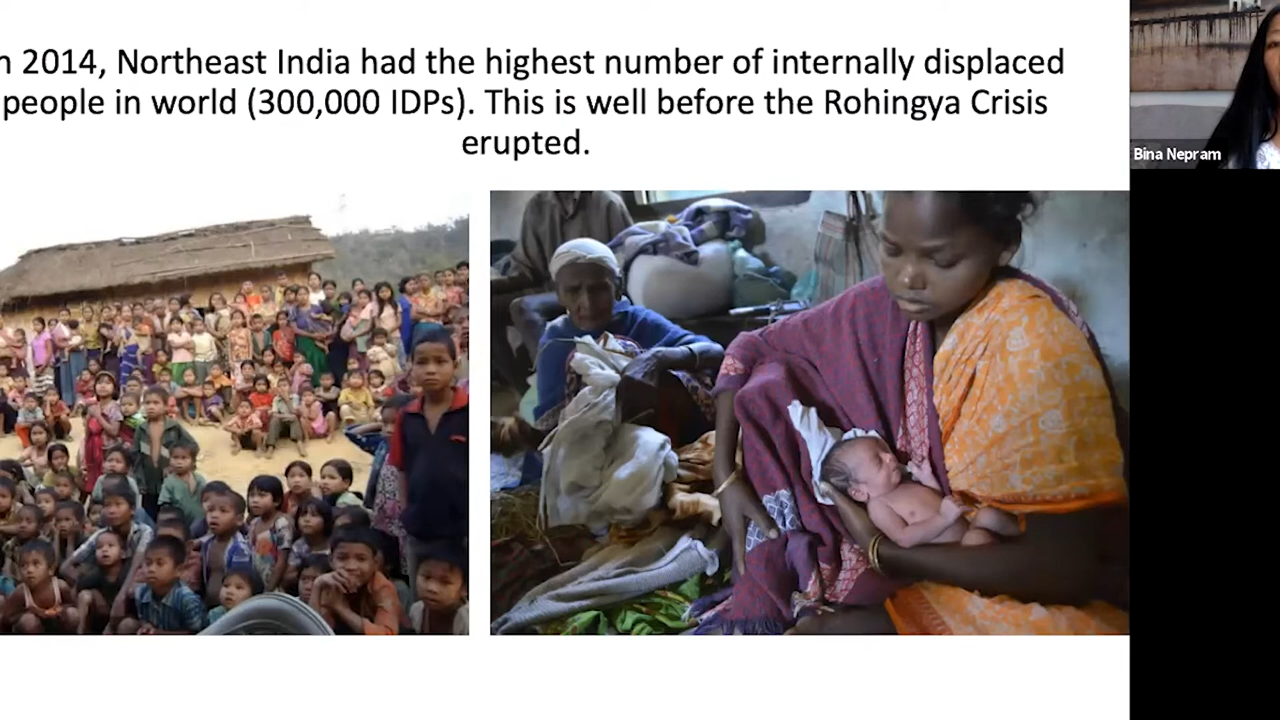 n 2014, Northeast India had the highest number of internally displaced
people in world (300,000 IDPs). This is well before the Rohingya Crisis
erupted.
Bina Nepram